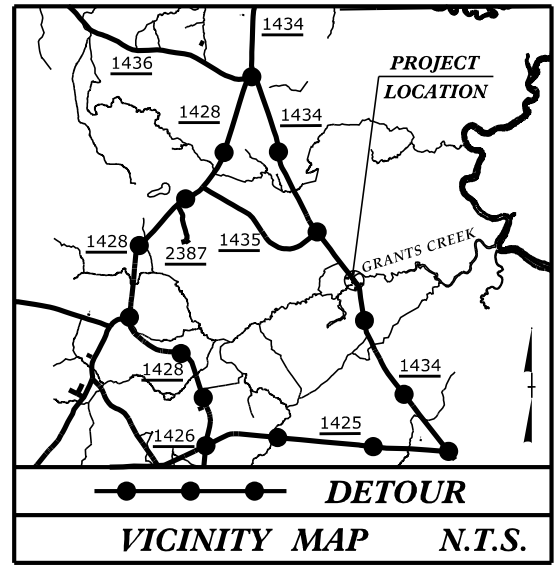 1434
1436
PROJECT
LOCATION
1428
1434
1428
2387
1435
GRANTS CREEK
1428
1434
1426
1425
DETOUR
VICINITY MAP N.T.S.